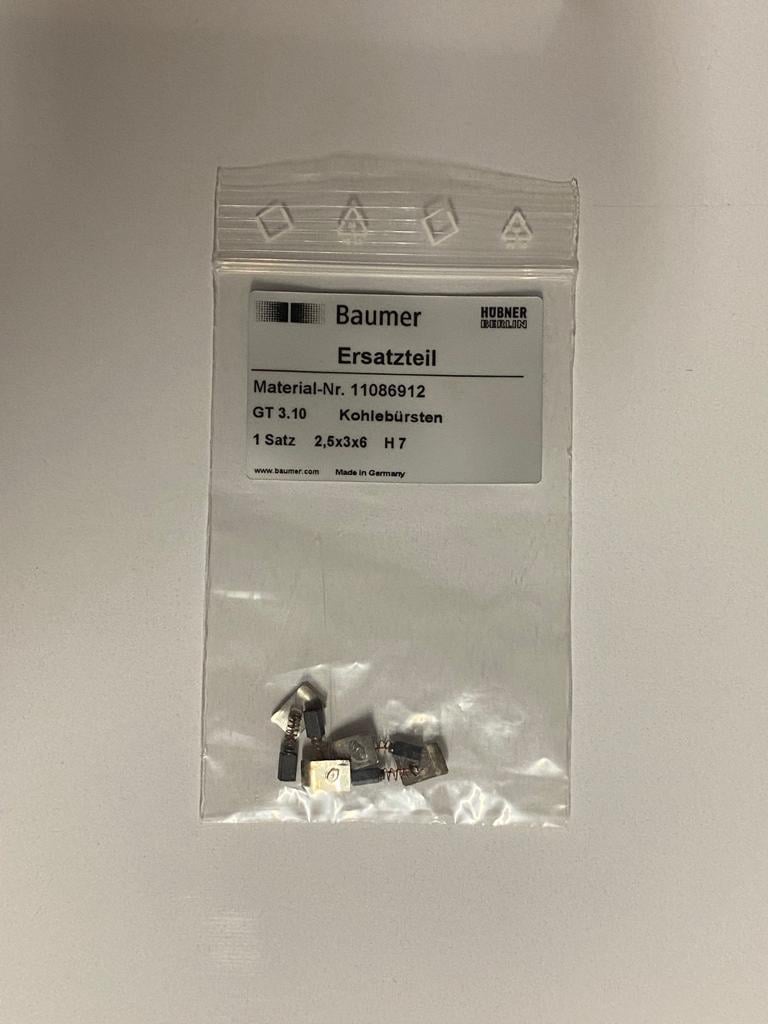 Baumer HÜBNER
BERLIN
Ersatzteil
Material-Nr. 11086912
GT 3.10 Kohlebürsten
1 Satz 2,5x3x6 H 7
www.baumer.com Made in Germany